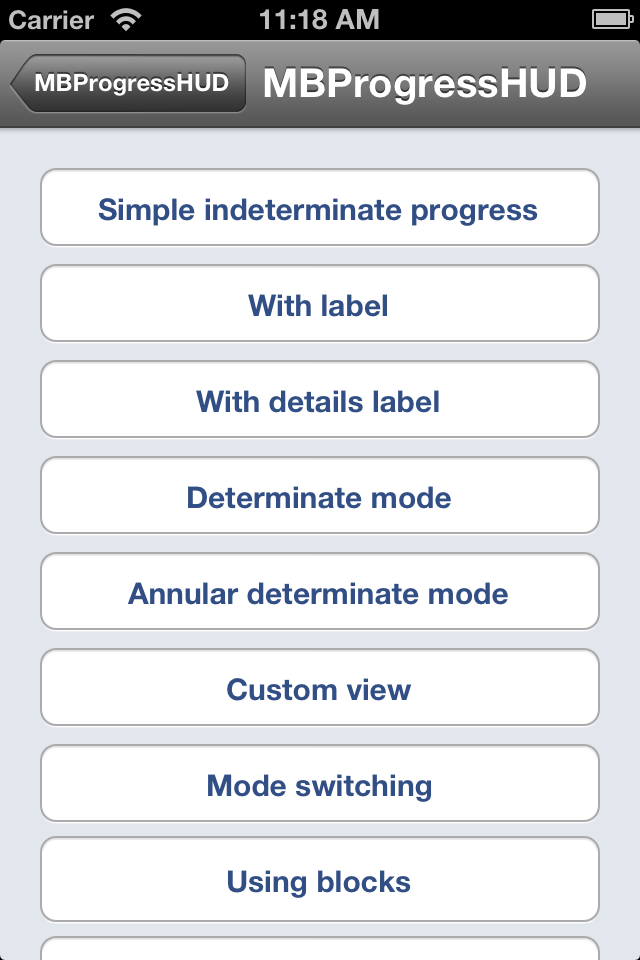 Carrier 11:18 AM
MBProgressHUD MBProgressHUD
Simple indeterminate progress
With label
With details label
Determinate mode
Annular determinate mode
Custom view
Mode switching
Using blocks